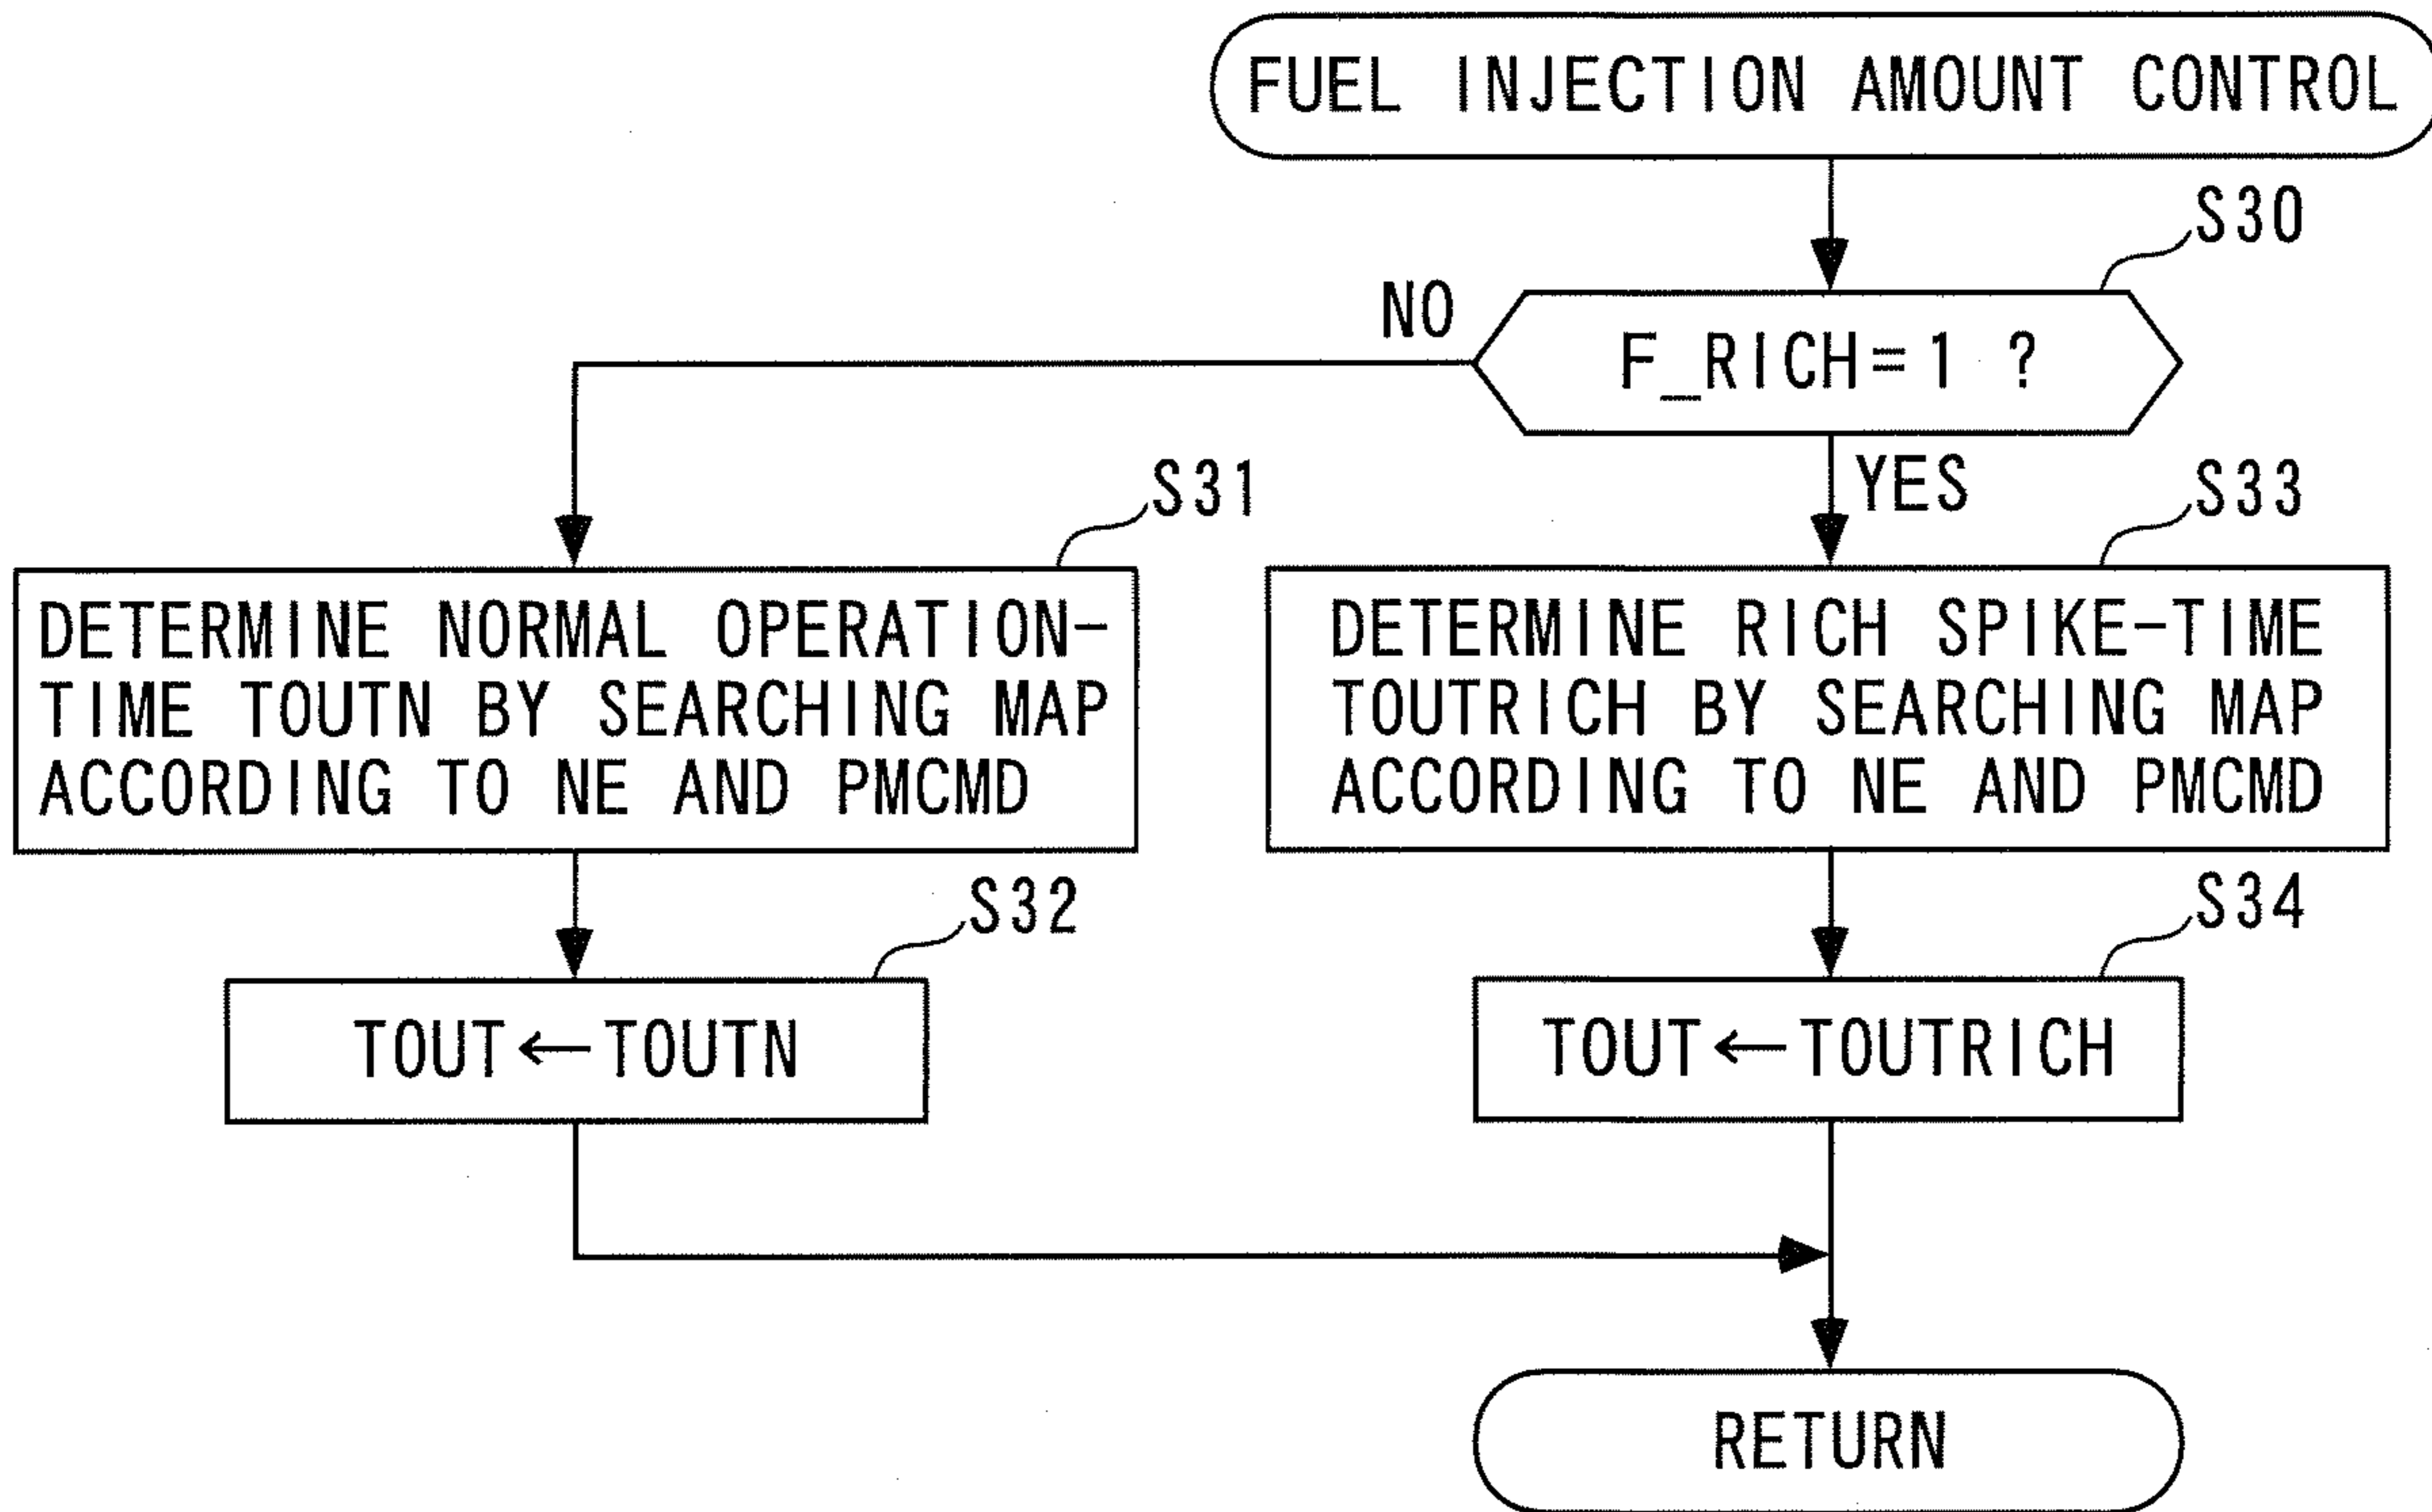 FUEL INJECTION AMOUNT CONTROL
S30
NO
F_RICH=1 ?
YES
S31
S33
DETERMINE NORMAL OPERATION-
TIME TOUTN BY SEARCHING MAP
ACCORDING TO NE AND PMCMD
DETERMINE RICH SPIKE-TIME
TOUTRICH BY SEARCHING MAP
ACCORDING TO NE AND PMCMD
S32
S34
TOUT←TOUTN
TOUT←TOUTRICH
RETURN